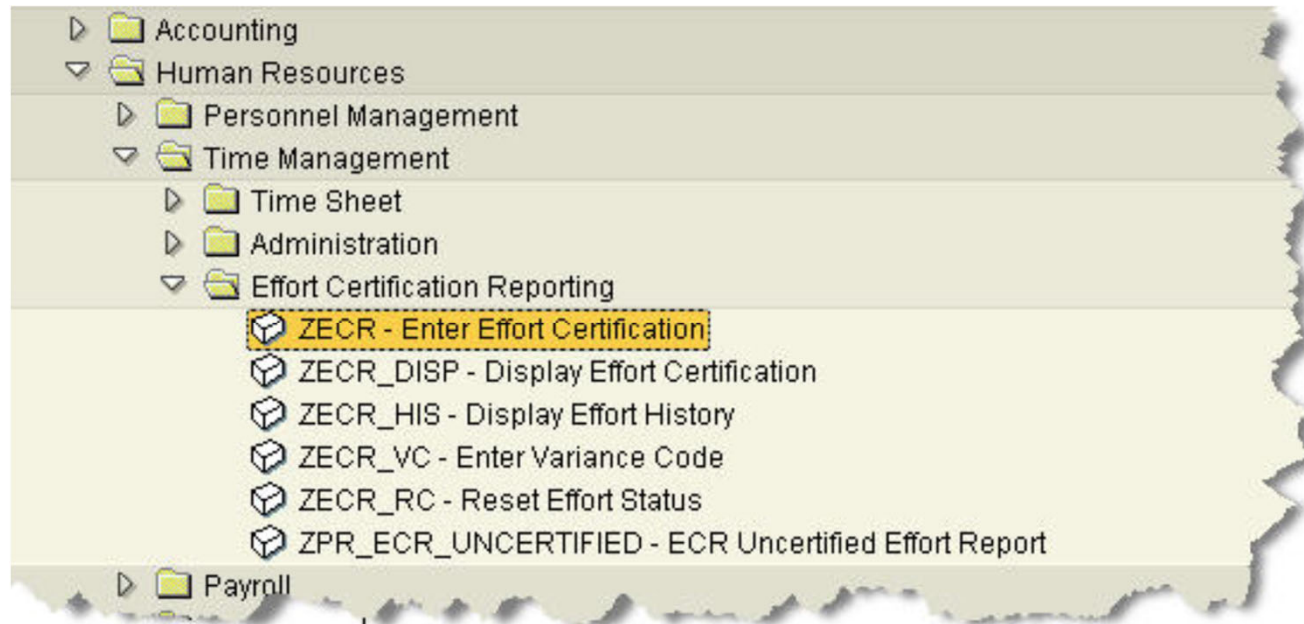 Accounting
Human Resources
Personnel Management
Time Management
Time Sheet
Administration
Effort Certification Reporting
ZECR - Enter Effort Certification
ZECR_DISP - Display Effort Certification
ZECR_HIS - Display Effort History
ZECR_VC - Enter Variance Code
ZECR_RC - Reset Effort Status
ZPR_ECR_UNCERTIFIED - ECR Uncertified Effort Report
Payroll